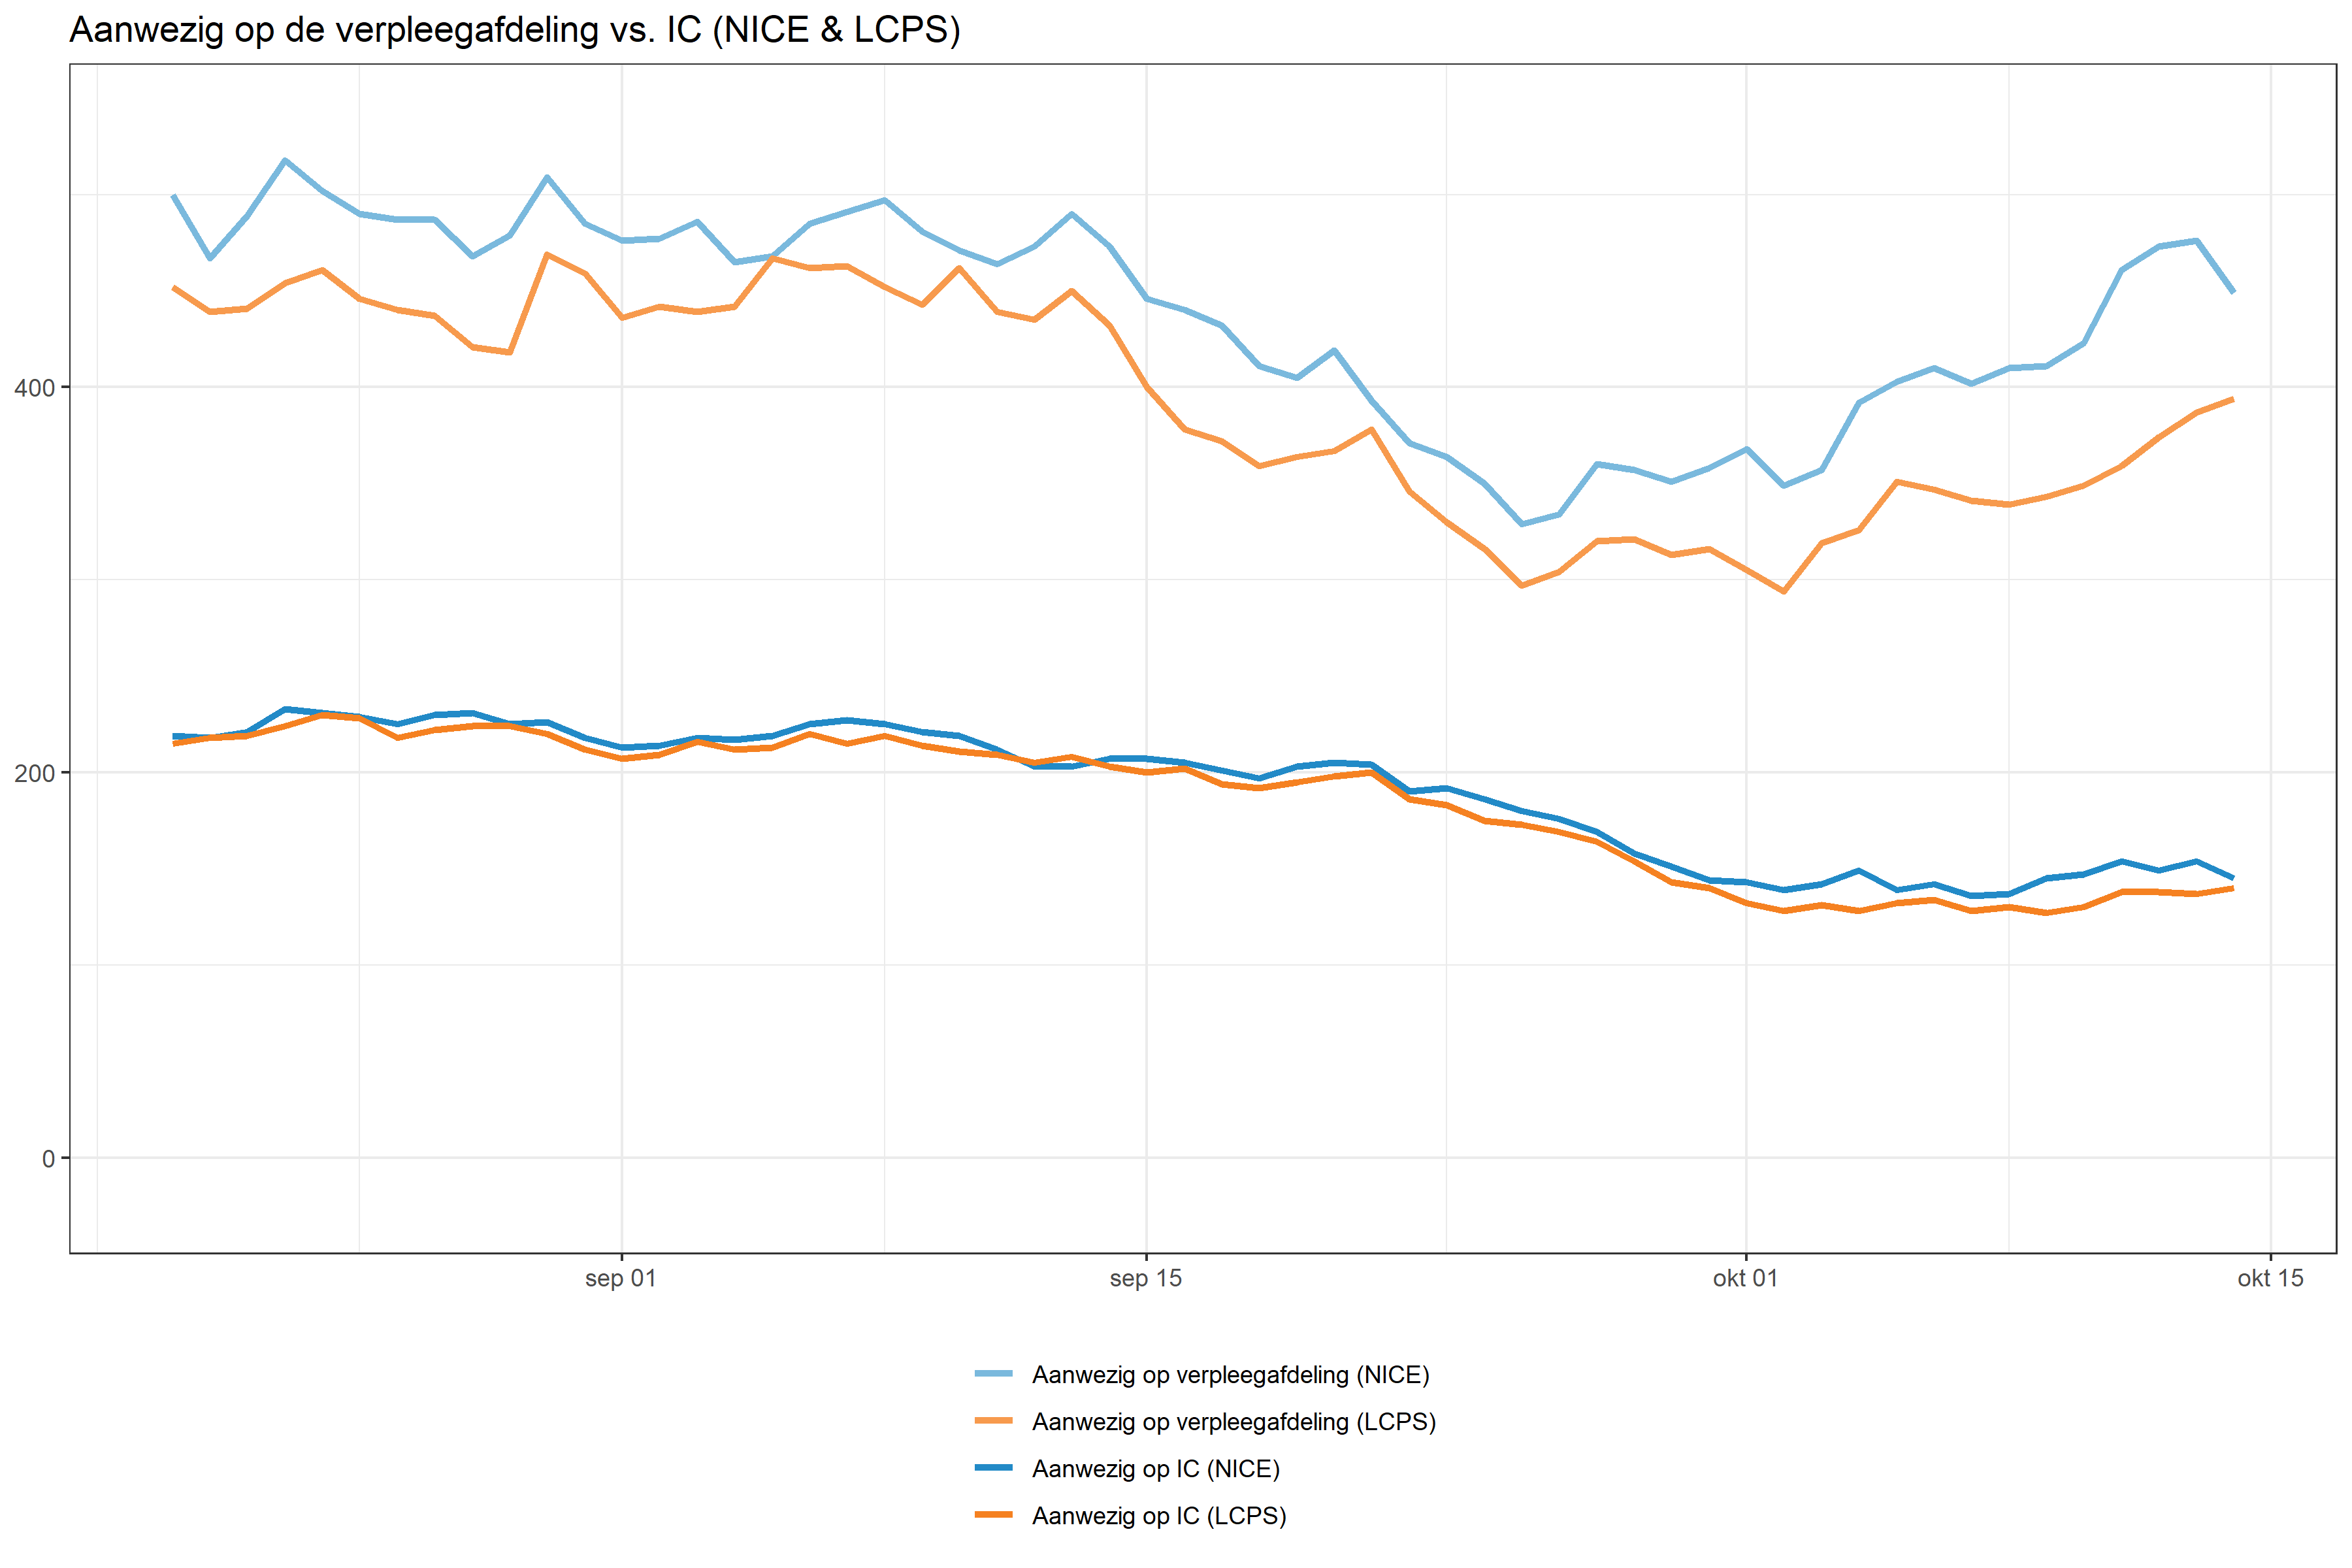 Aanwezig op de verpleegafdeling vs. IC (NICE & LCPS)
400
200
0
sep 01
sep 15
okt 01
okt 15
Aanwezig op verpleegafdeling (NICE)
Aanwezig op verpleegafdeling (LCPS)
Aanwezig op IC (NICE)
Aanwezig op IC (LCPS)